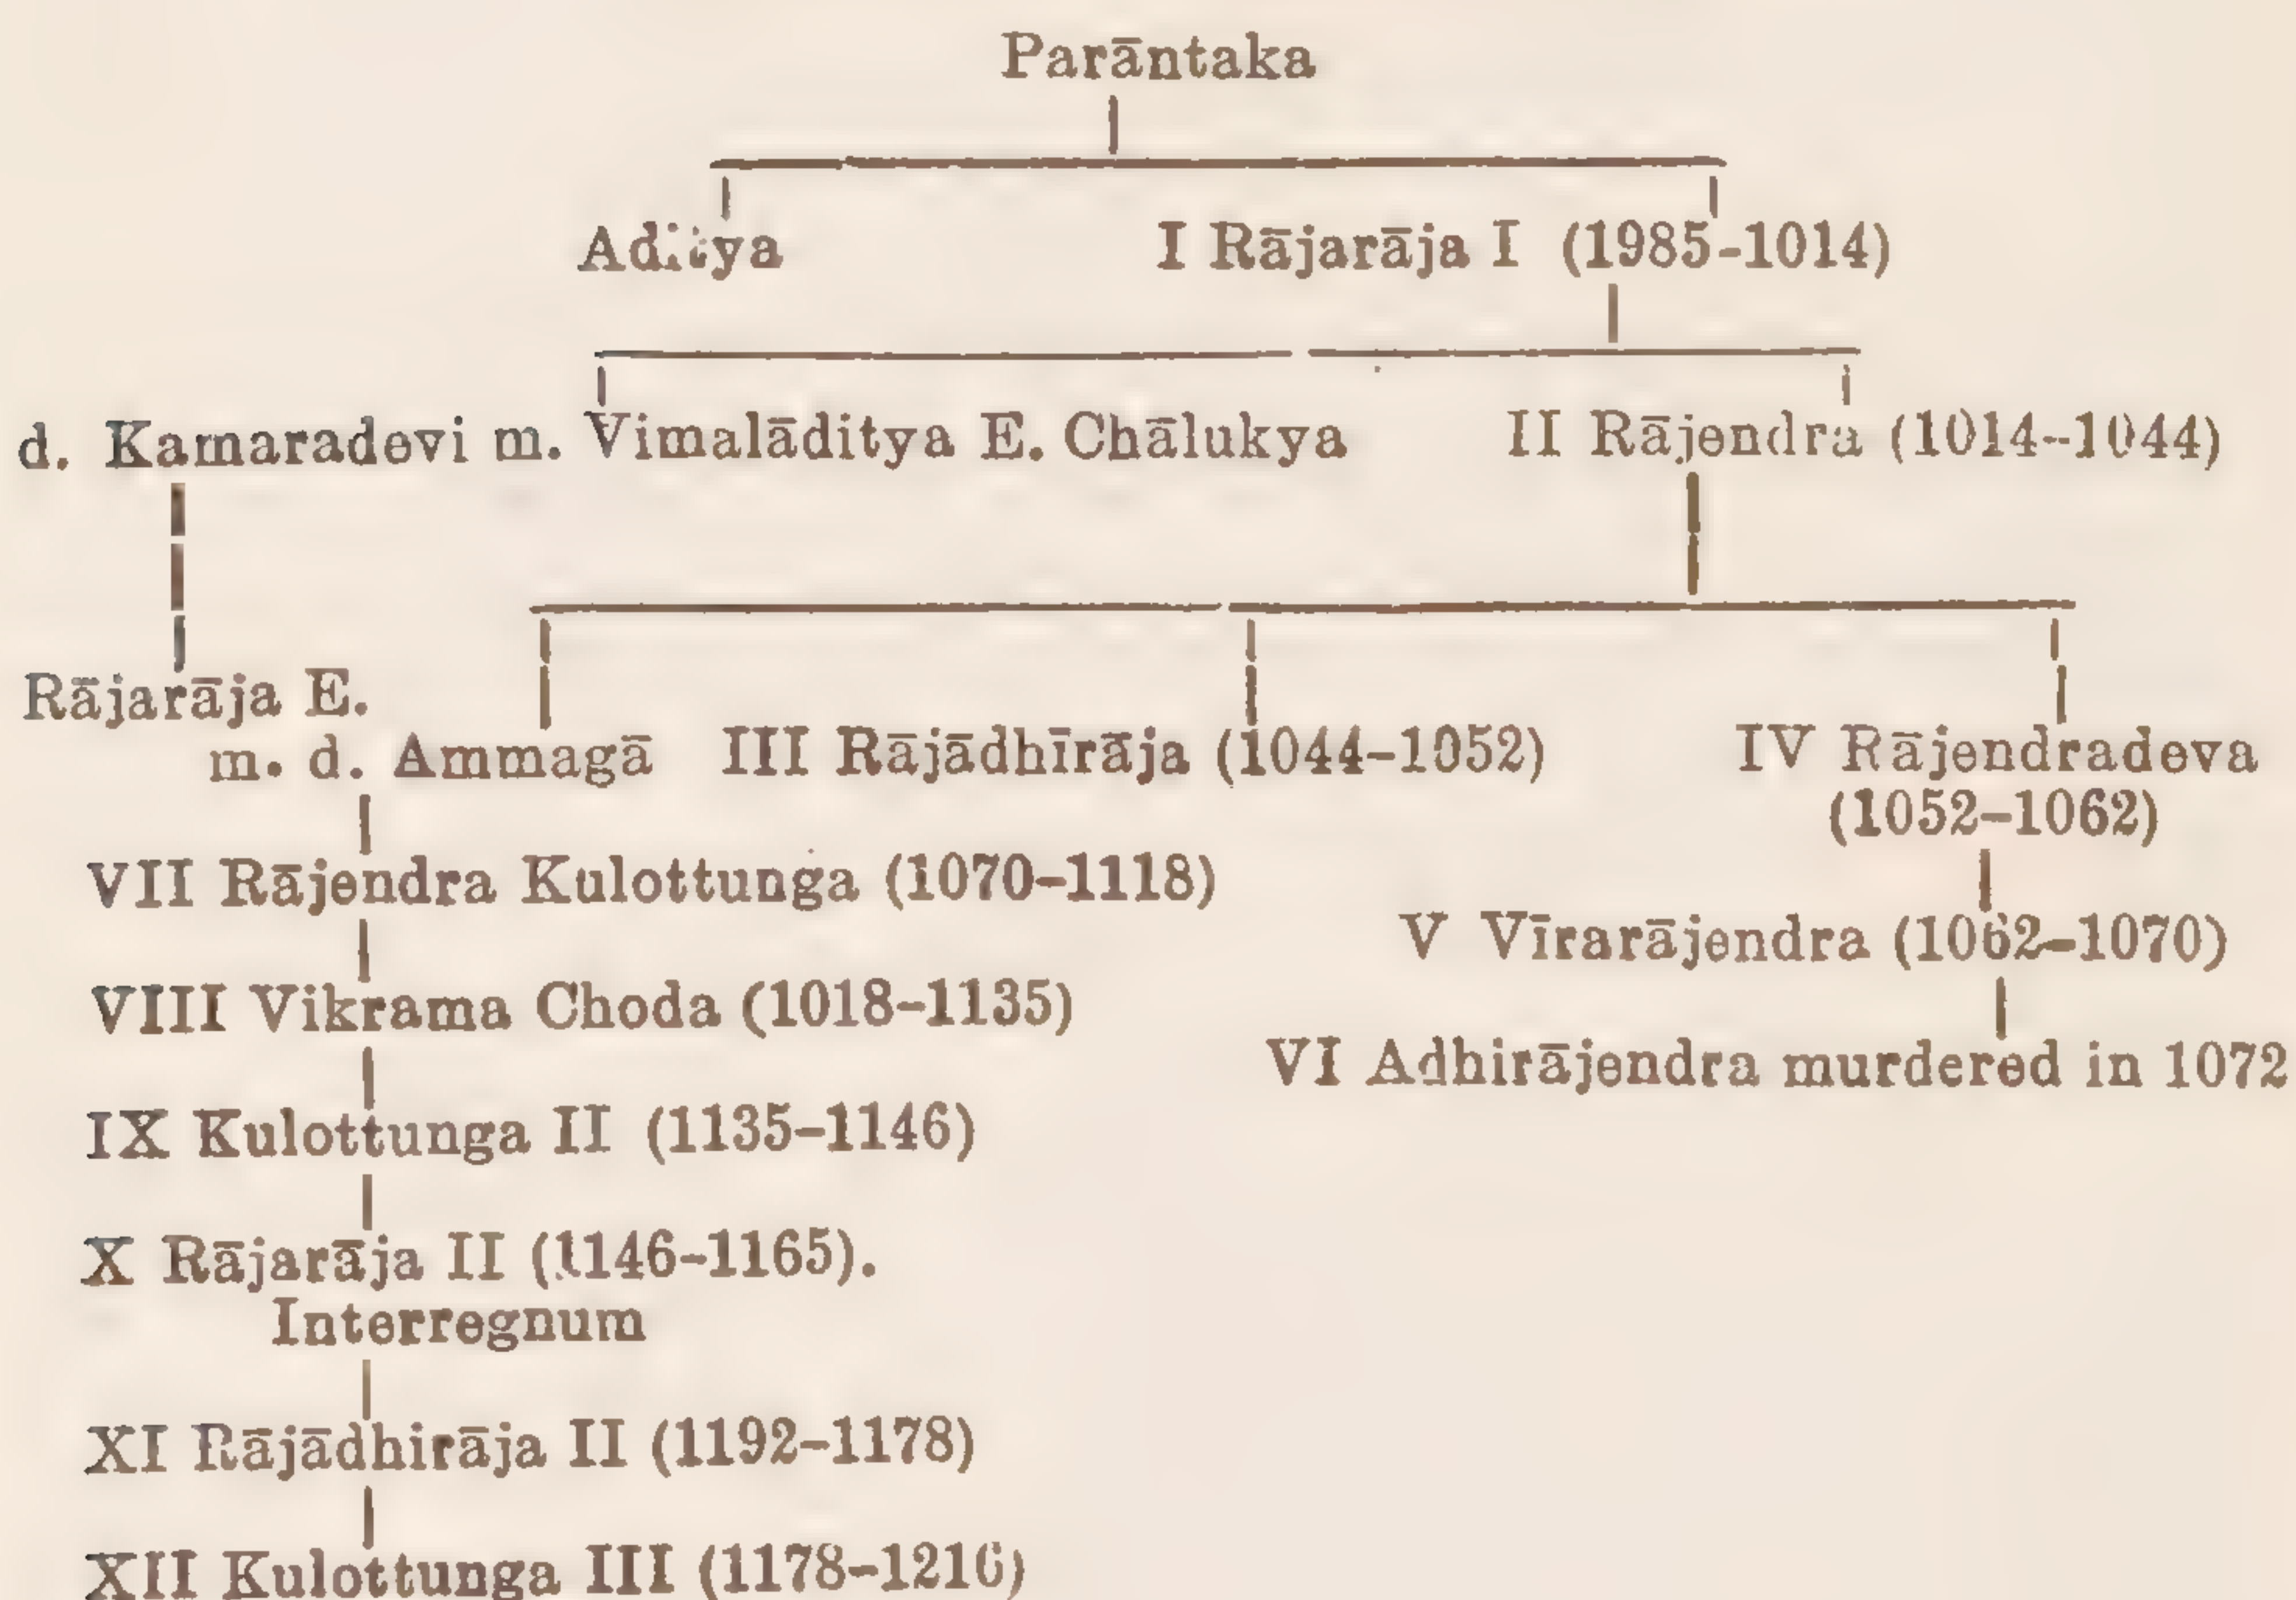 Parāntaka
Aditya I Rājarāja I (1985-1014)
d. Kamaradevi m. Vimalāditya E. Chālukya II Rājendra (1014-1044)
Rājarāja E.
m. d. Ammagā III Rājādhīrāja (1044-1052) IV Rājendradeva
(1052-1062)
VII Rājendra Kulottunga (1070-1118)
V Vīrarājendra (1062-1070)
VIII Vikrama Choda (1018-1135)
VI Adhirājendra murdered in 1072
IX Kulottunga II (1135-1146)
X Rājarāja II (1146-1165).
Interregnum
XI Rājādhirāja II (1192-1178)
XII Kulottunga III (1178-1216)